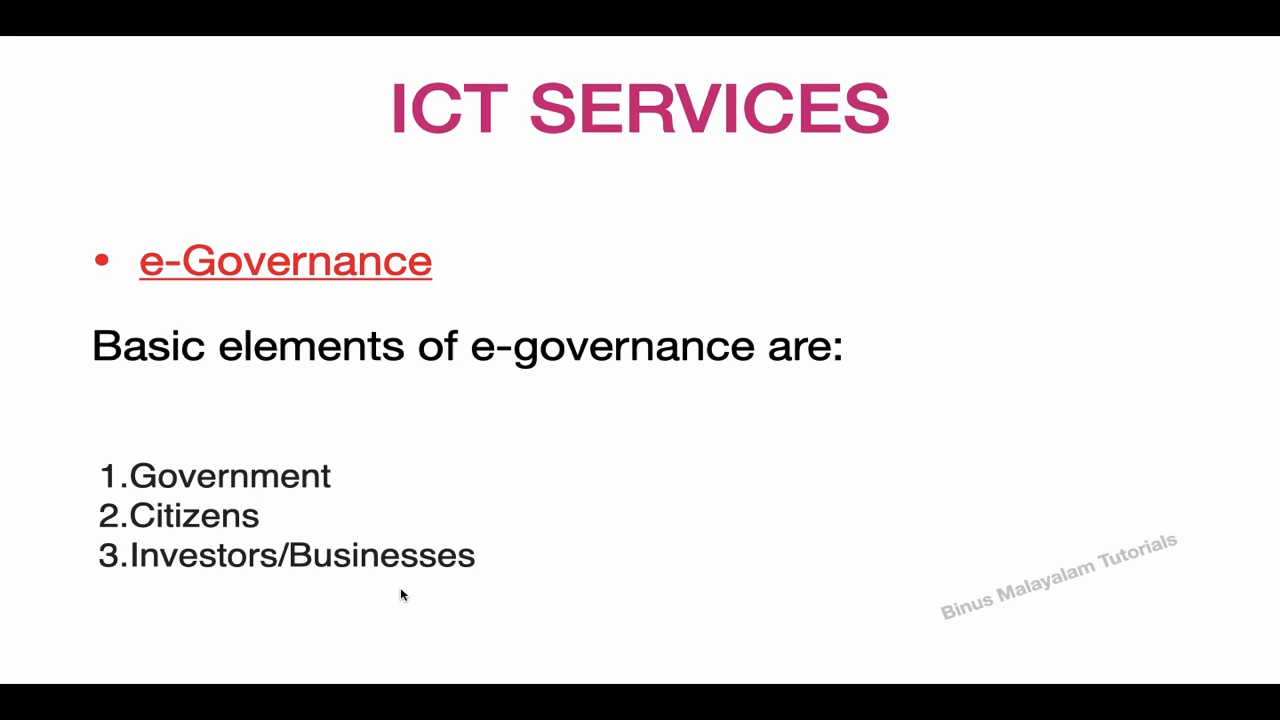 ICT SERVICES
• e-Governance
Basic elements of e-governance are:
1.Government
2.Citizens
3.Investors/Businesses
Binus Malayalam Tutorials